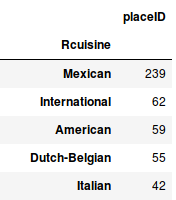 placeID
Rcuisine
Mexican 239
International 62
American 59
Dutch-Belgian 55
Italian 42